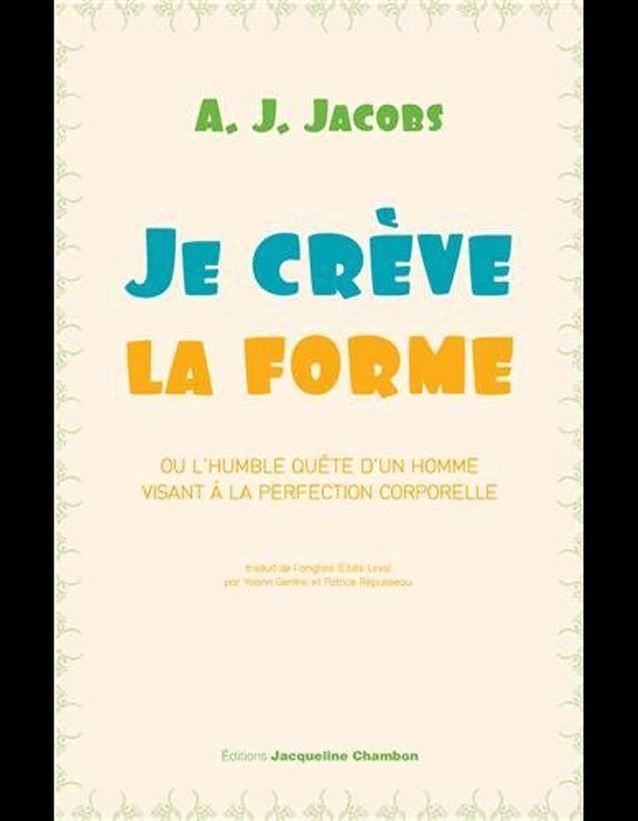 A. J. JACOBS
JE CRÈVE
LA FORME
OU L'HUMBLE QUÊTE D'UN HOMME
VISANT À LA PERFECTION CORPORELLE
traduit de l'anglais (États-Unis)
par Yoann Gentric et Patrice Repusseau
Éditions Jacqueline Chambon